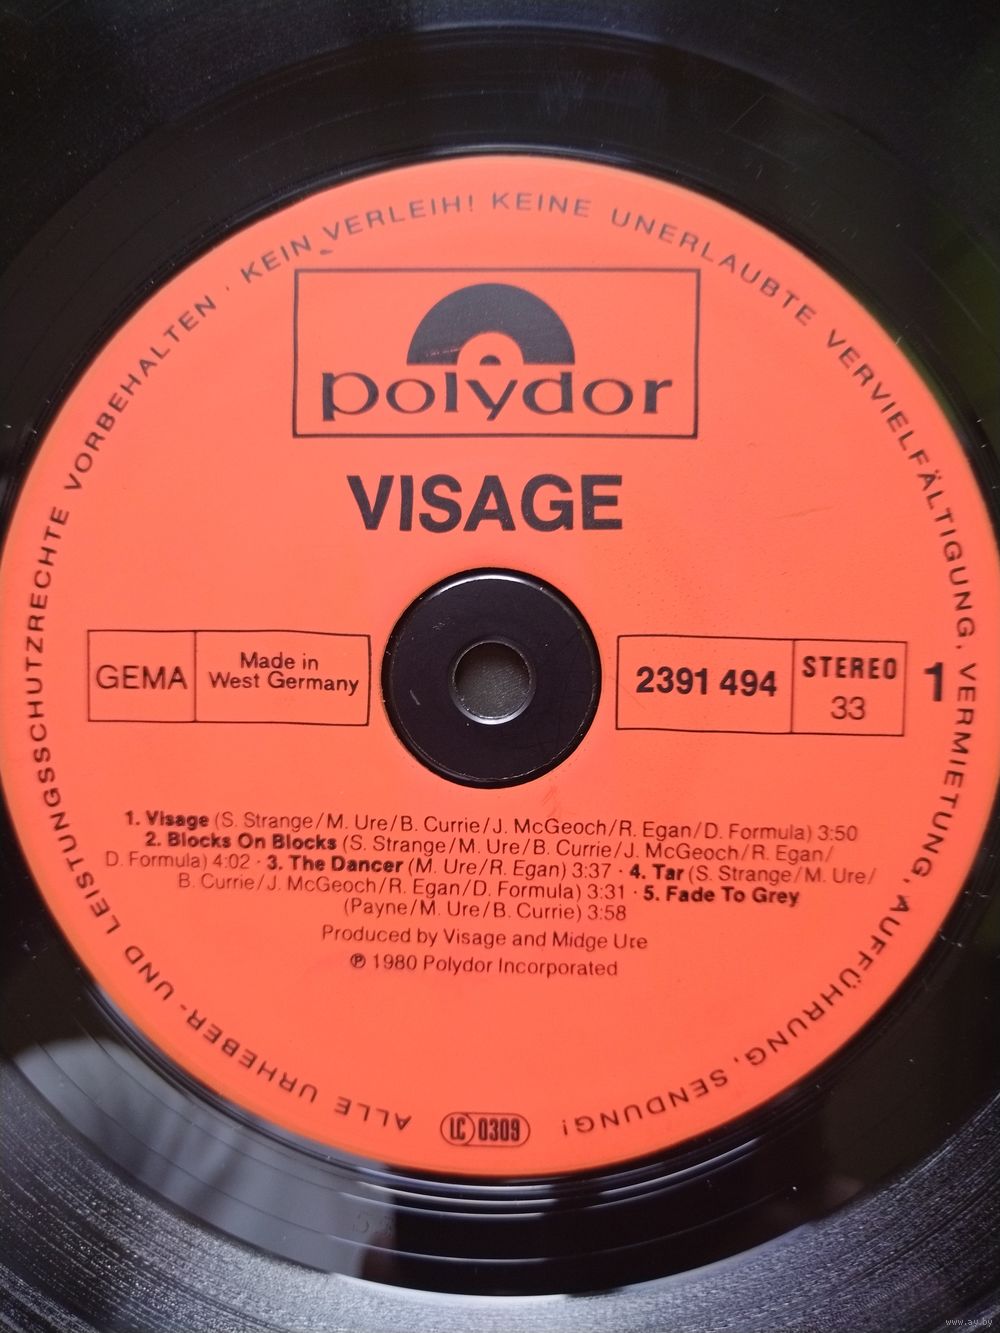 ALLE URHEBER- UND LEISTUNGSSCHUTZRECHTE VORBEHALTEN · KEIN VERLEIH! KEINE UNERLAUBTE VERVIELFÄLTIGUNG, VERMIETUNG, AUFFÜHRUNG, SENDUNG!
polydor
VISAGE
GEMA
Made in
West Germany
2391 494
STEREO
33
1
1. Visage (S. Strange/M. Ure/B. Currie/J. McGeoch/R. Egan/D. Formula) 3:50
2. Blocks On Blocks (S. Strange/M. Ure/B. Currie/J. McGeoch/R. Egan/
D. Formula) 4:02 · 3. The Dancer (M. Ure/R. Egan) 3:37 · 4. Tar (S. Strange/M. Ure/
B. Currie/J. McGeoch/R. Egan/D. Formula) 3:31 · 5. Fade To Grey
(Payne/M. Ure/B. Currie) 3:58
Produced by Visage and Midge Ure
℗ 1980 Polydor Incorporated
LC 0309
www.ay.by